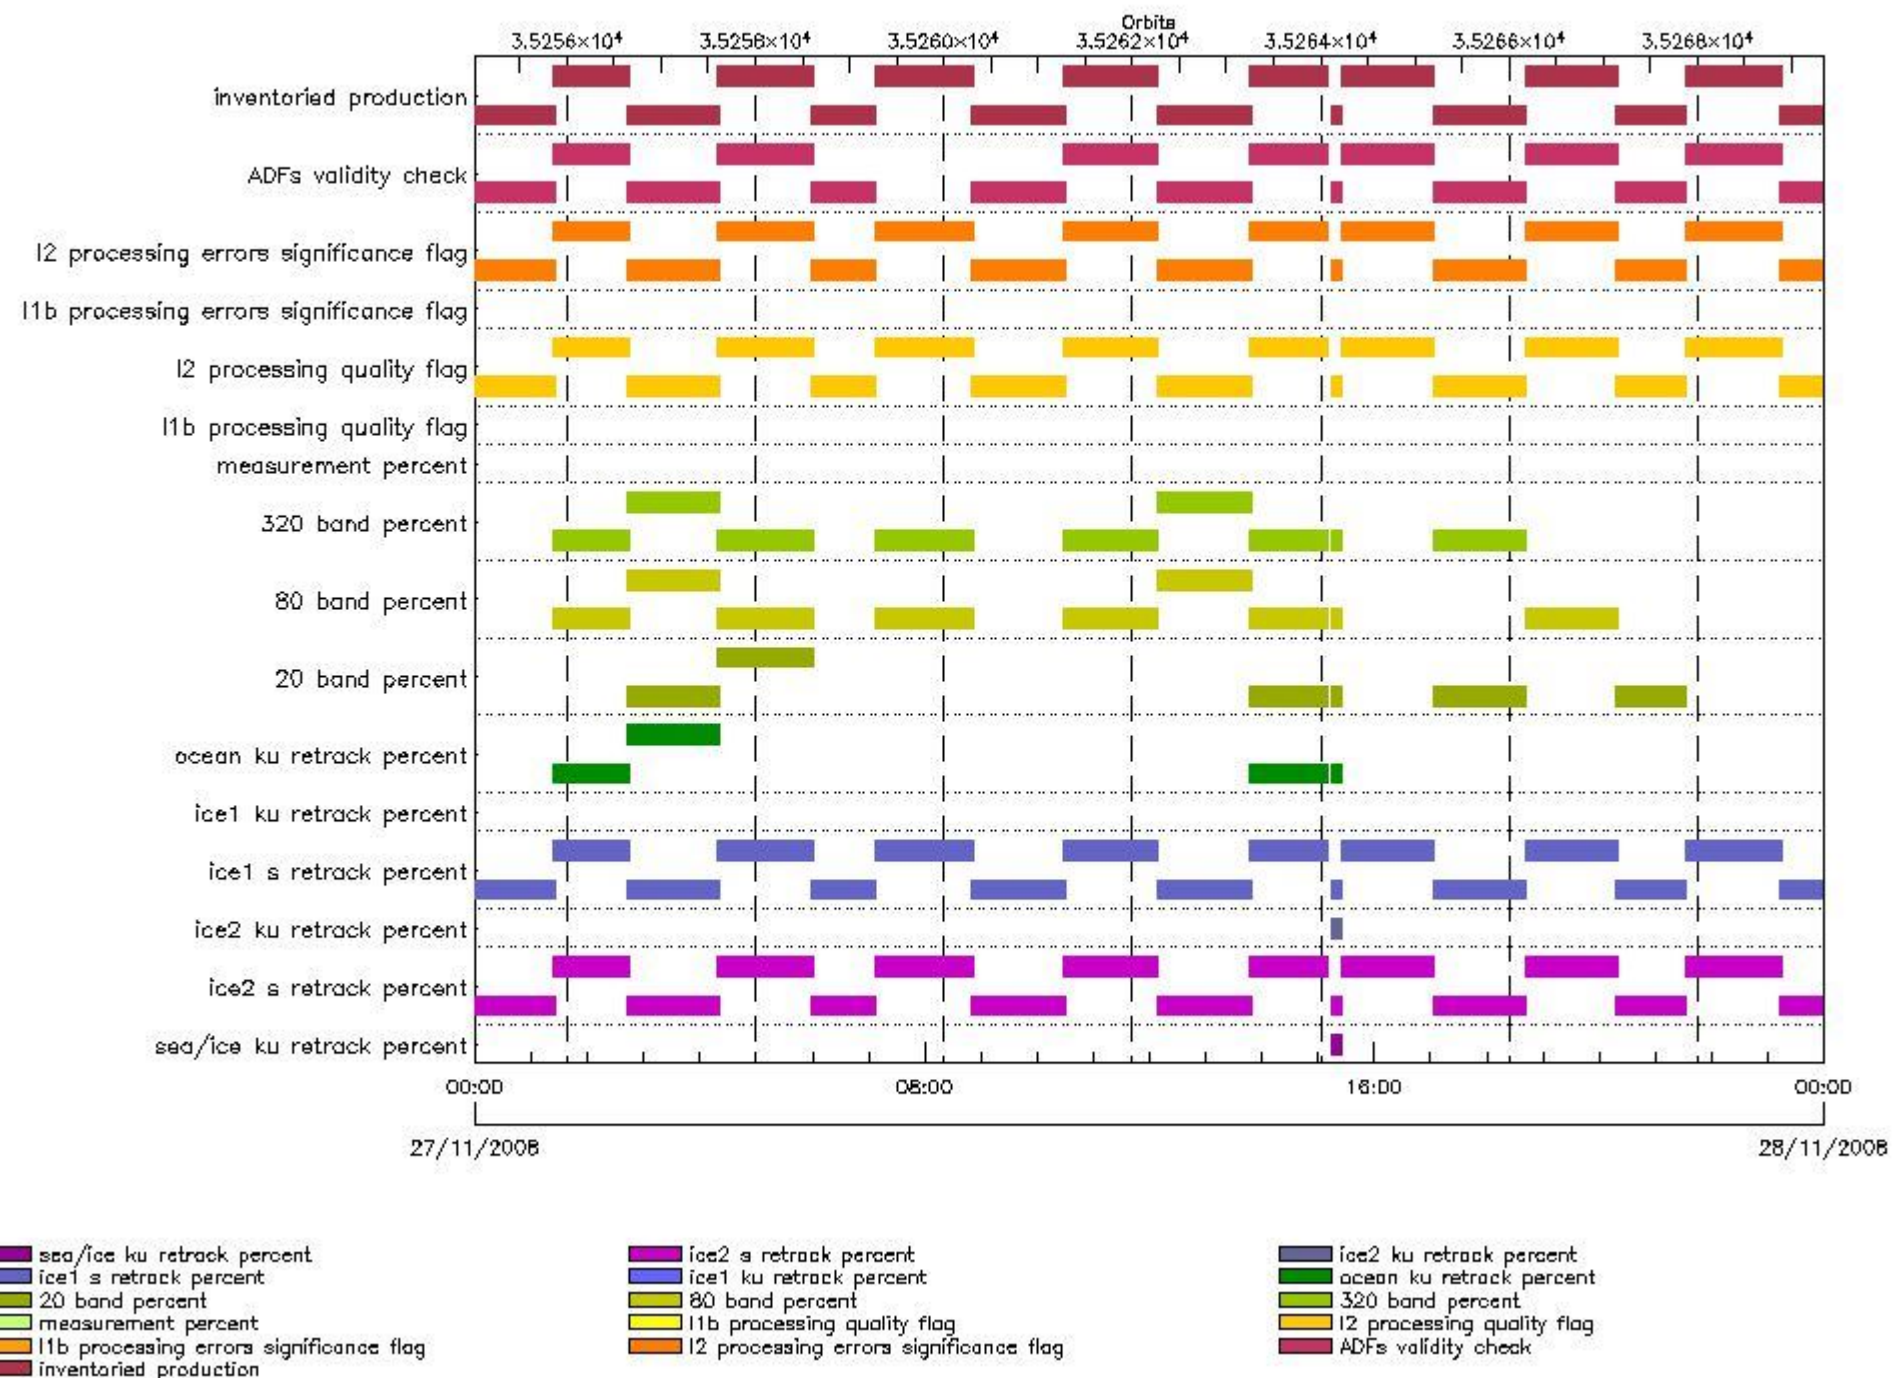 Orbits
3.5256×10⁴ 3.5258×10⁴ 3.5260×10⁴ 3.5262×10⁴ 3.5264×10⁴ 3.5266×10⁴ 3.5268×10⁴
inventoried production
ADFs validity check
l2 processing errors significance flag
l1b processing errors significance flag
l2 processing quality flag
l1b processing quality flag
measurement percent
320 band percent
80 band percent
20 band percent
ocean ku retrack percent
ice1 ku retrack percent
ice1 s retrack percent
ice2 ku retrack percent
ice2 s retrack percent
sea/ice ku retrack percent
00:00 08:00 16:00 00:00
27/11/2008 28/11/2008
sea/ice ku retrack percent ice2 s retrack percent ice2 ku retrack percent
ice1 s retrack percent ice1 ku retrack percent ocean ku retrack percent
20 band percent 80 band percent 320 band percent
measurement percent l1b processing quality flag l2 processing quality flag
l1b processing errors significance flag l2 processing errors significance flag ADFs validity check
inventoried production